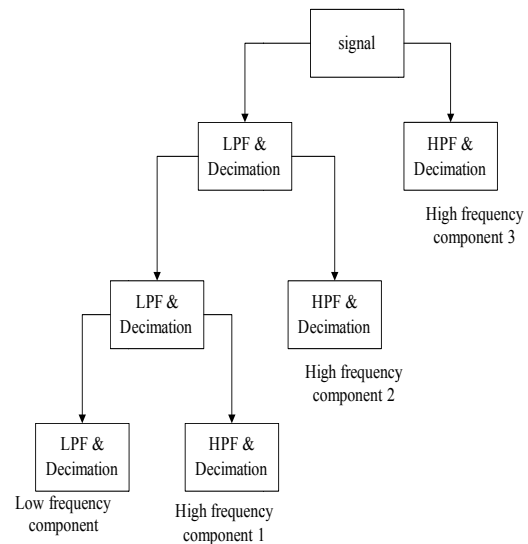 signal
LPF &
Decimation
HPF &
Decimation
High frequency
component 3
LPF &
Decimation
HPF &
Decimation
High frequency
component 2
LPF &
Decimation
HPF &
Decimation
Low frequency
component
High frequency
component 1